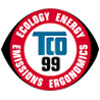 ECOLOGY ENERGY
TCO
99
EMISSIONS ERGONOMICS